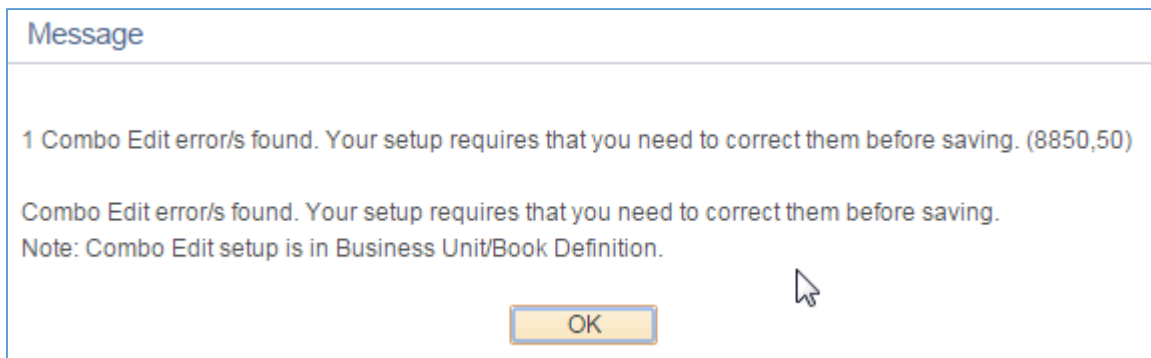 Message
1 Combo Edit error/s found. Your setup requires that you need to correct them before saving. (8850,50)
Combo Edit error/s found. Your setup requires that you need to correct them before saving.
Note: Combo Edit setup is in Business Unit/Book Definition.
OK